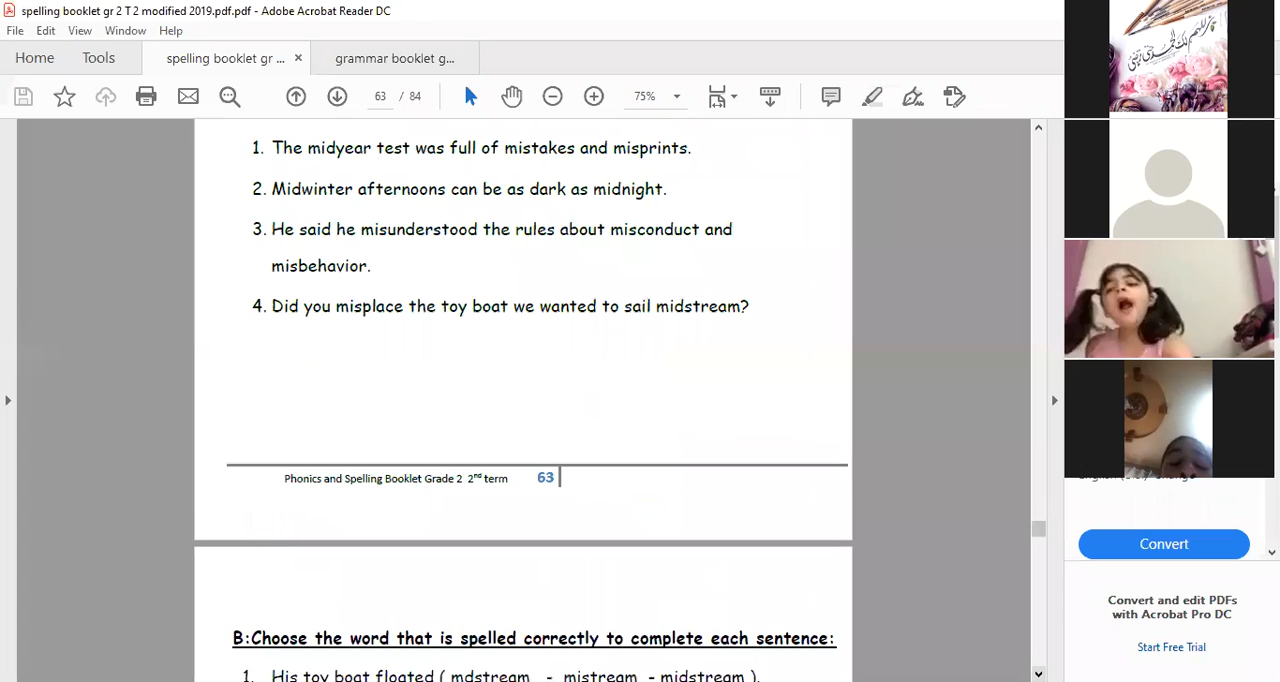 spelling booklet gr 2 T 2 modified 2019.pdf.pdf - Adobe Acrobat Reader DC
File Edit View Window Help
Home Tools spelling booklet gr ... × grammar booklet g...
63 / 84 75%
1. The midyear test was full of mistakes and misprints.
2. Midwinter afternoons can be as dark as midnight.
3. He said he misunderstood the rules about misconduct and
misbehavior.
4. Did you misplace the toy boat we wanted to sail midstream?
Phonics and Spelling Booklet Grade 2 2nd term 63
B:Choose the word that is spelled correctly to complete each sentence:
1. His toy boat floated ( mdstream - mistream - midstream ).
Convert
Convert and edit PDFs
with Acrobat Pro DC
Start Free Trial